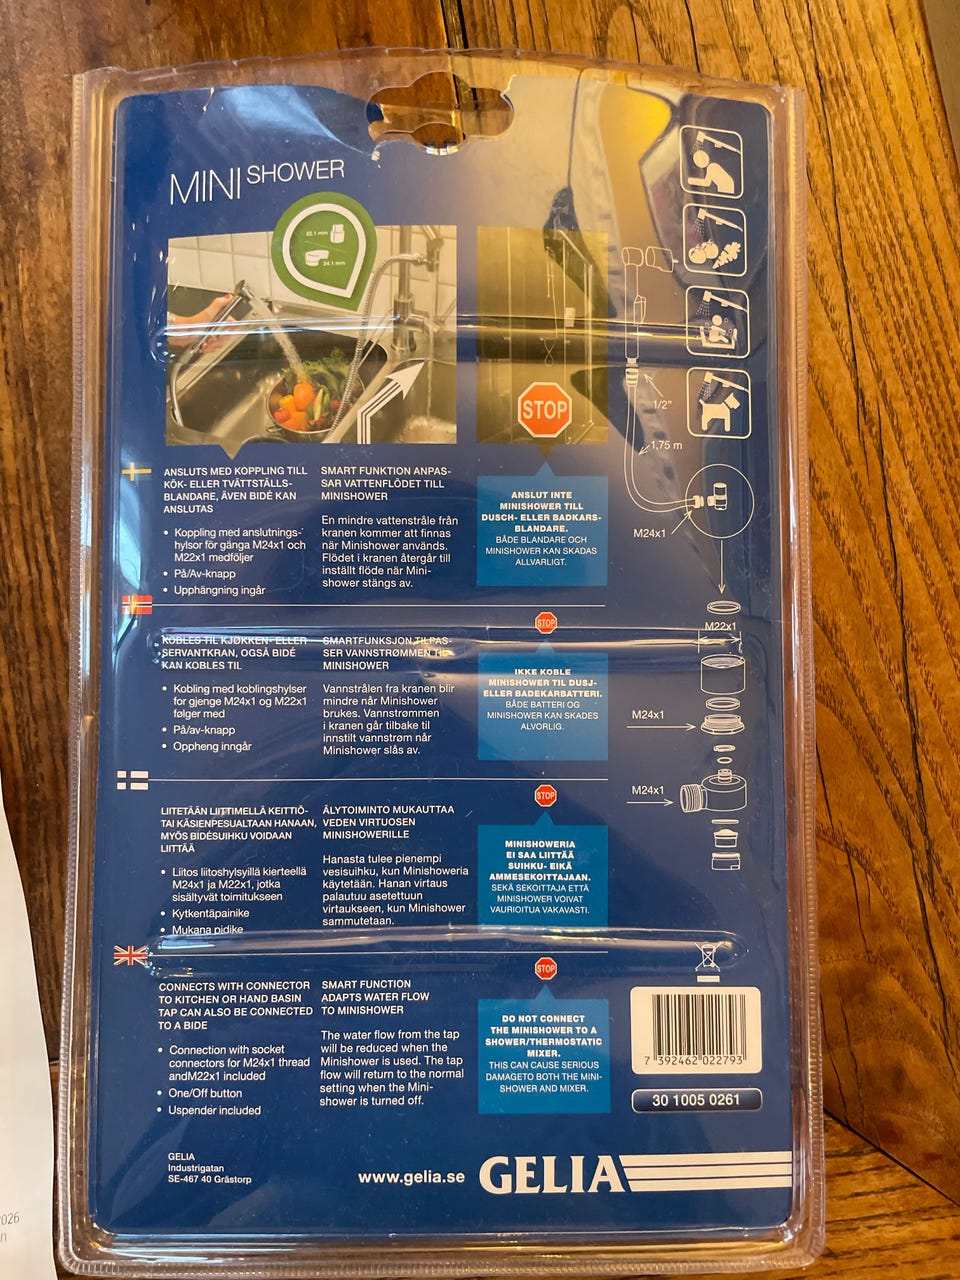 MINI SHOWER
22.1 mm
24.1 mm
STOP
1/2"
1,75 m
M24x1
M22x1
M24x1
M24x1
ANSLUTS MED KOPPLING TILL
KÖK- ELLER TVÄTTSTÄLLS-
BLANDARE, ÄVEN BIDÉ KAN
ANSLUTAS
• Koppling med anslutnings-
hylsor för gänga M24x1 och
M22x1 medföljer
• På/Av-knapp
• Upphängning ingår
SMART FUNKTION ANPAS-
SAR VATTENFLÖDET TILL
MINISHOWER
En mindre vattenstråle från
kranen kommer att finnas
när Minishower används.
Flödet i kranen återgår till
inställt flöde när Mini-
shower stängs av.
ANSLUT INTE
MINISHOWER TILL
DUSCH- ELLER BADKARS-
BLANDARE.
BÅDE BLANDARE OCH
MINISHOWER KAN SKADAS
ALLVARLIGT.
KOBLES TIL KJØKKEN- ELLER
SERVANTKRAN, OGSÅ BIDÉ
KAN KOBLES TIL
• Kobling med koblingshylser
for gjenge M24x1 og M22x1
følger med
• På/av-knapp
• Oppheng inngår
SMARTFUNKSJON TILPAS-
SER VANNSTRØMMEN TIL
MINISHOWER
Vannstrålen fra kranen blir
mindre når Minishower
brukes. Vannstrømmen
i kranen går tilbake til
innstilt vannstrøm når
Minishower slås av.
STOP
IKKE KOBLE
MINISHOWER TIL DUSJ-
ELLER BADEKARBATTERI.
BÅDE BATTERI OG
MINISHOWER KAN SKADES
ALVORLIG.
LIITETÄÄN LIITTIMELLÄ KEITTIÖ-
TAI KÄSIENPESUALTAAN HANAAN,
MYÖS BIDÉSUIHKU VOIDAAN
LIITTÄÄ
• Liitos liitoshylsyillä kierteellä
M24x1 ja M22x1, jotka
sisältyvät toimitukseen
• Kytkentäpainike
• Mukana pidike
ÄLYTOIMINTO MUKAUTTAA
VEDEN VIRTUOSEN
MINISHOWERILLE
Hanasta tulee pienempi
vesisuihku, kun Minishoweria
käytetään. Hanan virtaus
palautuu asetettuun
virtaukseen, kun Minishower
sammutetaan.
STOP
MINISHOWERIA
EI SAA LIITTÄÄ
SUIHKU- EIKÄ
AMMESEKOITTAJAAN.
SEKÄ SEKOITTAJA ETTÄ
MINISHOWER VOIVAT
VAURIOITUA VAKAVASTI.
CONNECTS WITH CONNECTOR
TO KITCHEN OR HAND BASIN
TAP CAN ALSO BE CONNECTED
TO A BIDE
• Connection with socket
connectors for M24x1 thread
andM22x1 included
• One/Off button
• Uspender included
SMART FUNCTION
ADAPTS WATER FLOW
TO MINISHOWER
The water flow from the tap
will be reduced when the
Minishower is used. The tap
flow will return to the normal
setting when the Mini-
shower is turned off.
STOP
DO NOT CONNECT
THE MINISHOWER TO A
SHOWER/THERMOSTATIC
MIXER.
THIS CAN CAUSE SERIOUS
DAMAGETO BOTH THE MINI-
SHOWER AND MIXER.
7 392462 022793
30 1005 0261
GELIA
Industrigatan
SE-467 40 Grästorp
www.gelia.se
GELIA